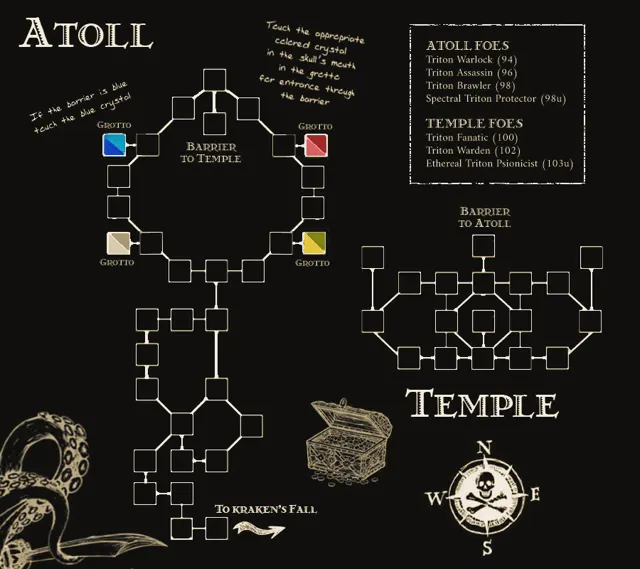 ATOLL
Touch the appropriate
colored crystal
in the skull's mouth
in the grotto
for entrance through
the barrier
If the barrier is blue
touch the blue crystal
GROTTO
GROTTO
BARRIER
TO TEMPLE
GROTTO
GROTTO
ATOLL FOES
Triton Warlock (94)
Triton Assassin (96)
Triton Brawler (98)
Spectral Triton Protector (98u)
TEMPLE FOES
Triton Fanatic (100)
Triton Warden (102)
Ethereal Triton Psionicist (103u)
BARRIER
TO ATOLL
TEMPLE
TO KRAKEN'S FALL
N
W E
S